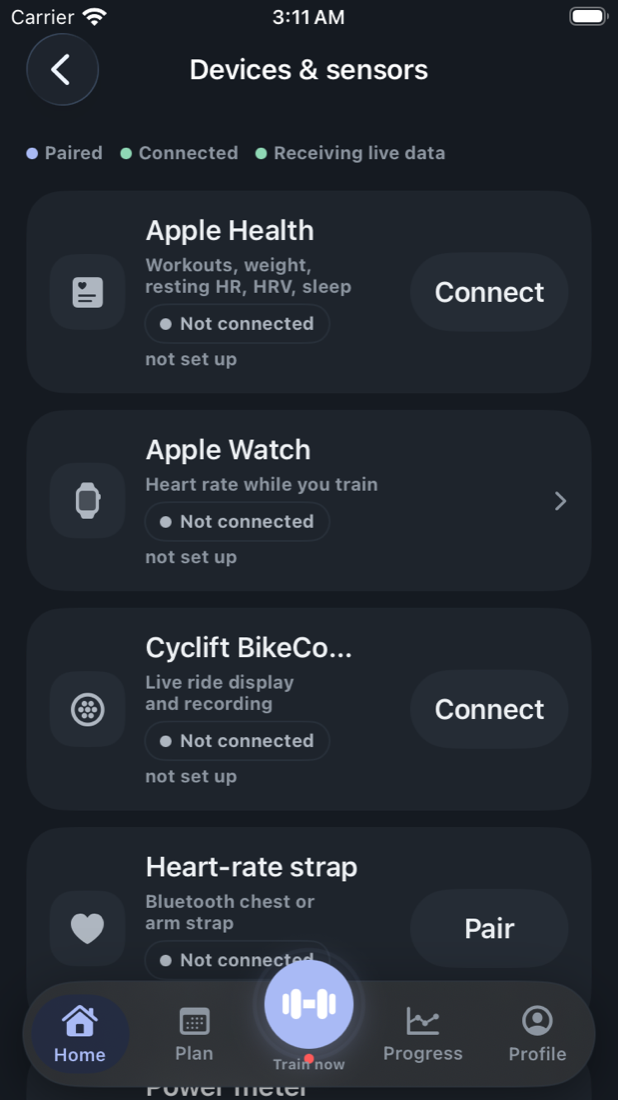 Carrier 3:11 AM
Devices & sensors
Paired Connected Receiving live data
Apple Health
Workouts, weight,
resting HR, HRV, sleep
Connect
Not connected
not set up
Apple Watch
Heart rate while you train
Not connected
not set up
Cyclift BikeCo...
Live ride display
and recording
Connect
Not connected
not set up
Heart-rate strap
Bluetooth chest or
arm strap
Pair
Not connected
Home
Plan
Train now
Progress
Profile
Power meter